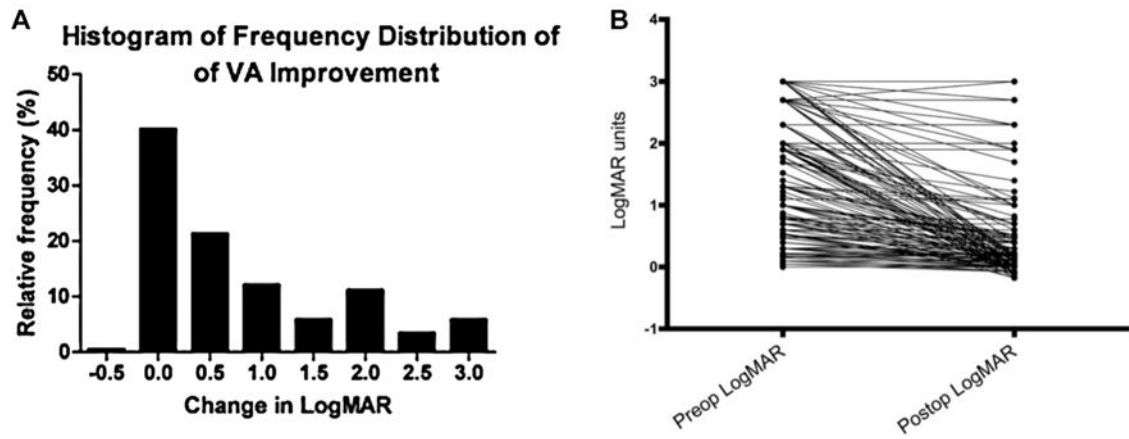 A
Histogram of Frequency Distribution of
of VA Improvement
Relative frequency (%)
50
40
30
20
10
0
-0.5 0.0 0.5 1.0 1.5 2.0 2.5 3.0
Change in LogMAR
B
LogMAR units
4
3
2
1
0
-1
Preop LogMAR
Postop LogMAR